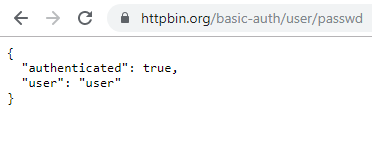 httpbin.org/basic-auth/user/passwd
{
  "authenticated": true,
  "user": "user"
}